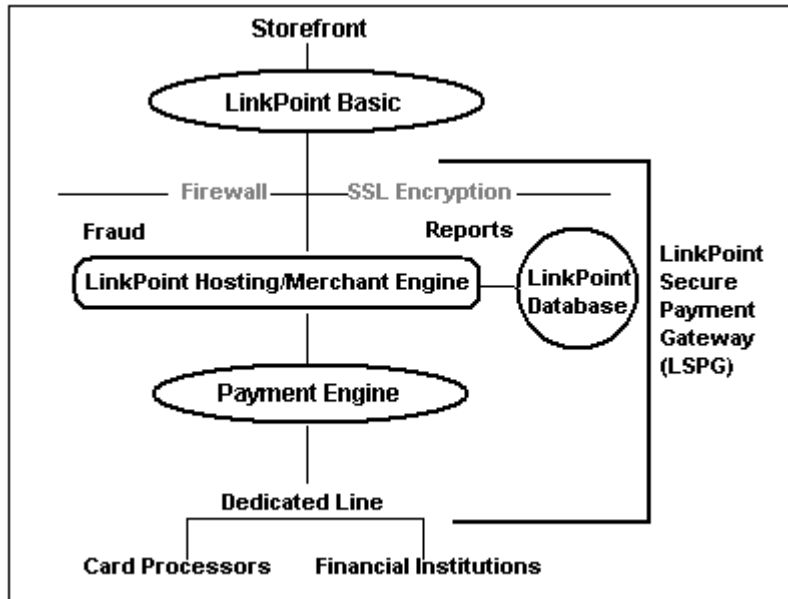 Storefront
LinkPoint Basic
Firewall
SSL Encryption
Fraud
Reports
LinkPoint Hosting/Merchant Engine
LinkPoint
Database
LinkPoint
Secure
Payment
Gateway
(LSPG)
Payment Engine
Dedicated Line
Card Processors
Financial Institutions